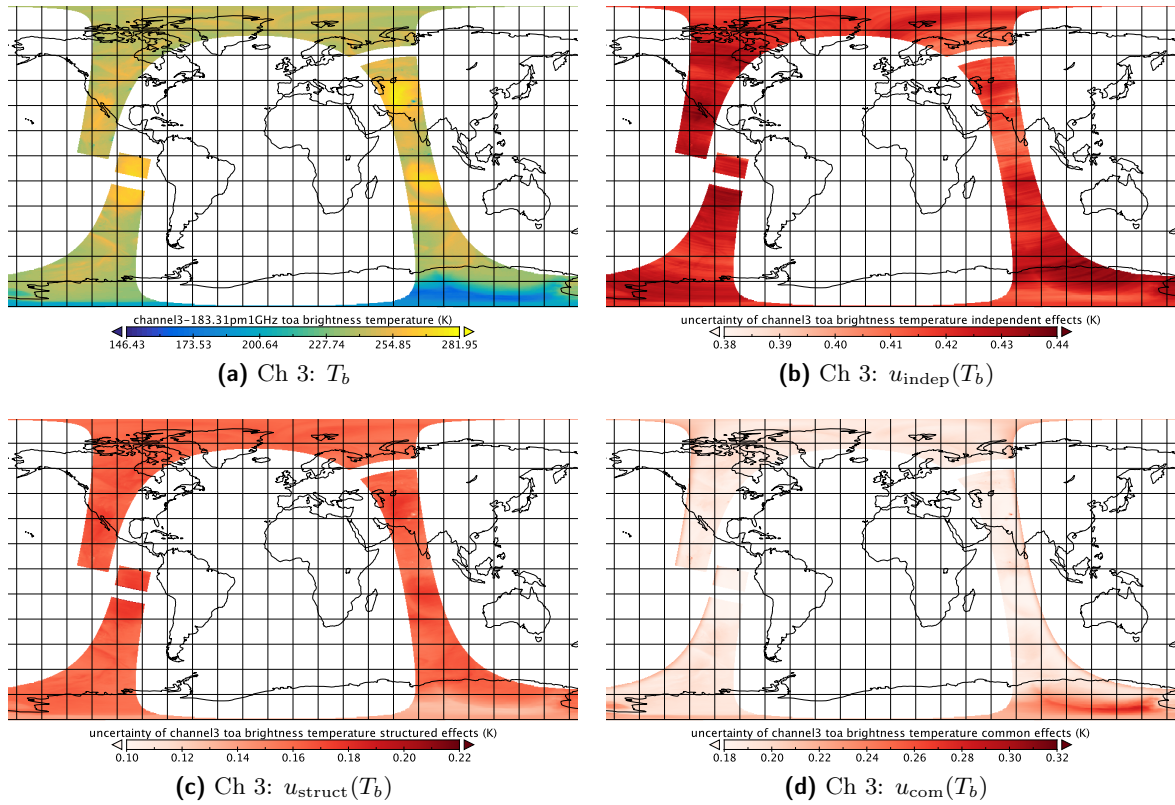 channel3-183.31pm1GHz toa brightness temperature (K)
146.43 173.53 200.64 227.74 254.85 281.95
(a) Ch 3: T_b
uncertainty of channel3 toa brightness temperature independent effects (K)
0.38 0.39 0.40 0.41 0.42 0.43 0.44
(b) Ch 3: u_indep(T_b)
uncertainty of channel3 toa brightness temperature structured effects (K)
0.10 0.12 0.14 0.16 0.18 0.20 0.22
(c) Ch 3: u_struct(T_b)
uncertainty of channel3 toa brightness temperature common effects (K)
0.18 0.20 0.22 0.24 0.26 0.28 0.30 0.32
(d) Ch 3: u_com(T_b)